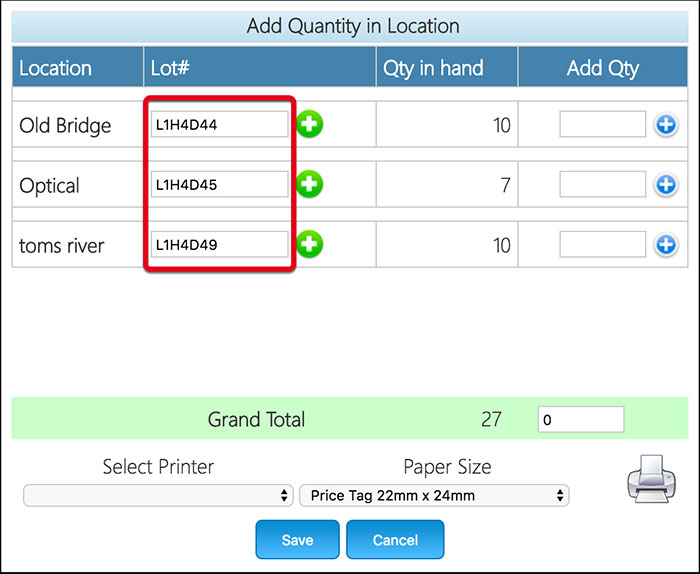 Add Quantity in Location
Location Lot# Qty in hand Add Qty
Old Bridge L1H4D44 10
Optical L1H4D45 7
toms river L1H4D49 10
Grand Total 27 0
Select Printer Paper Size
Price Tag 22mm x 24mm
Save Cancel